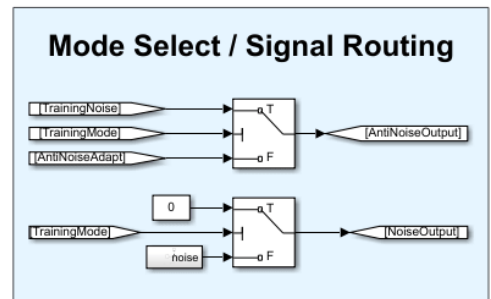 Mode Select / Signal Routing
[TrainingNoise]
T
[TrainingMode]
[AntiNoiseOutput]
[AntiNoiseAdapt]
F
0
T
[TrainingMode]
[NoiseOutput]
noise
F